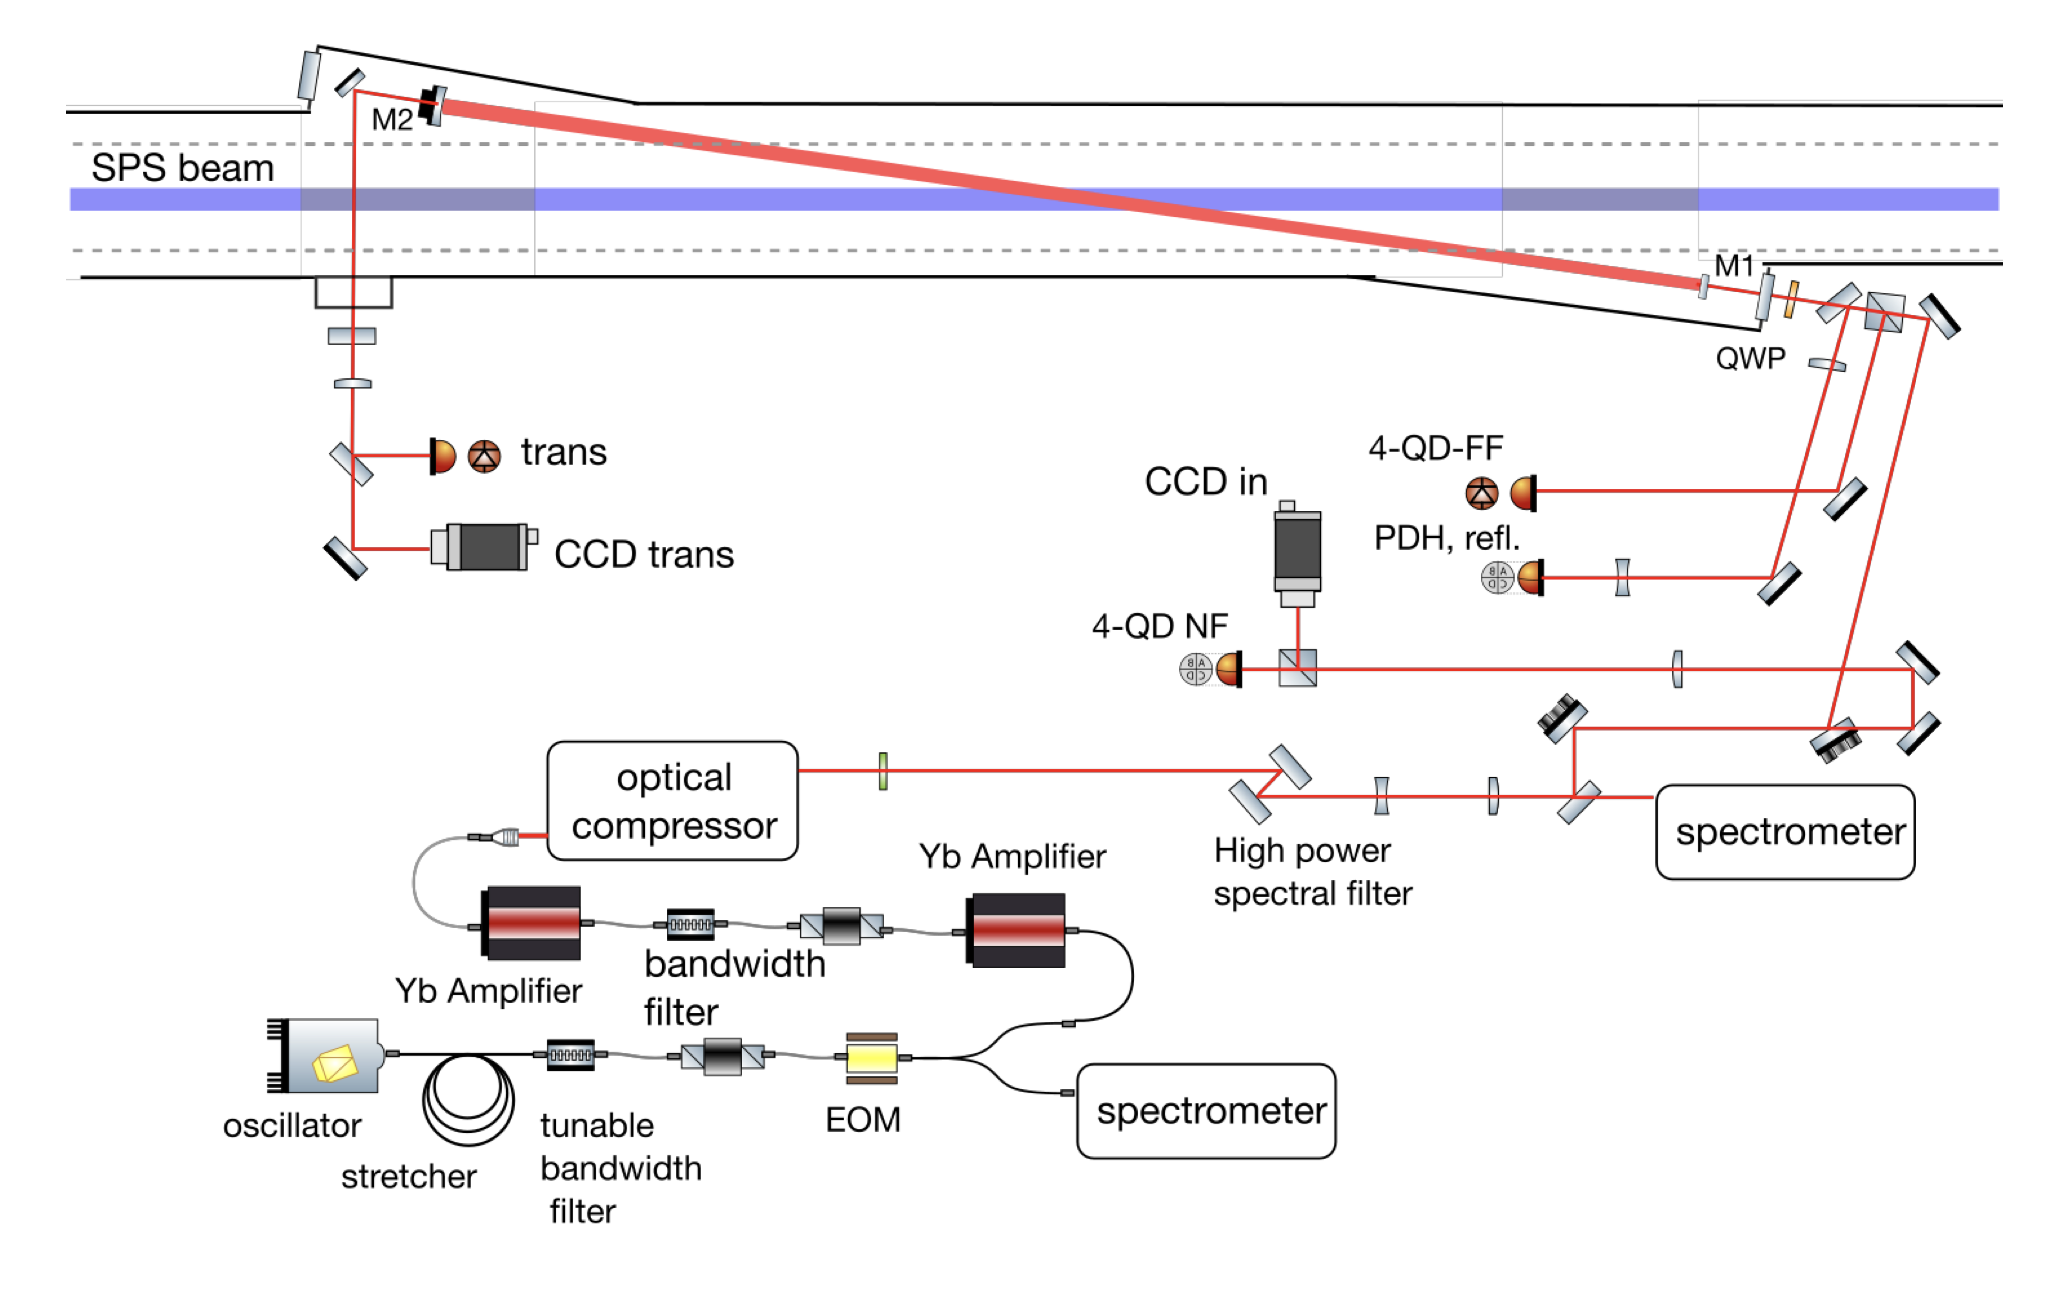 M2
SPS beam
M1
QWP
trans
CCD trans
4-QD-FF
CCD in
PDH, refl.
4-QD NF
optical
compressor
spectrometer
High power
spectral filter
Yb Amplifier
bandwidth
filter
Yb Amplifier
EOM
spectrometer
oscillator
stretcher
tunable
bandwidth
filter